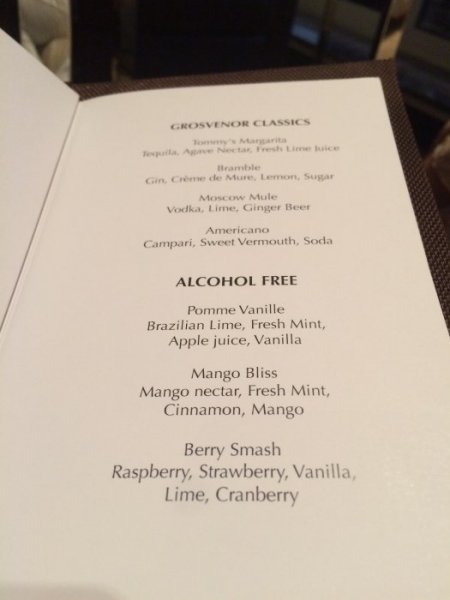 GROSVENOR CLASSICS
Tommy's Margarita
Tequila, Agave Nectar, Fresh Lime Juice
Bramble
Gin, Crème de Mure, Lemon, Sugar
Moscow Mule
Vodka, Lime, Ginger Beer
Americano
Campari, Sweet Vermouth, Soda
ALCOHOL FREE
Pomme Vanille
Brazilian Lime, Fresh Mint,
Apple juice, Vanilla
Mango Bliss
Mango nectar, Fresh Mint,
Cinnamon, Mango
Berry Smash
Raspberry, Strawberry, Vanilla,
Lime, Cranberry